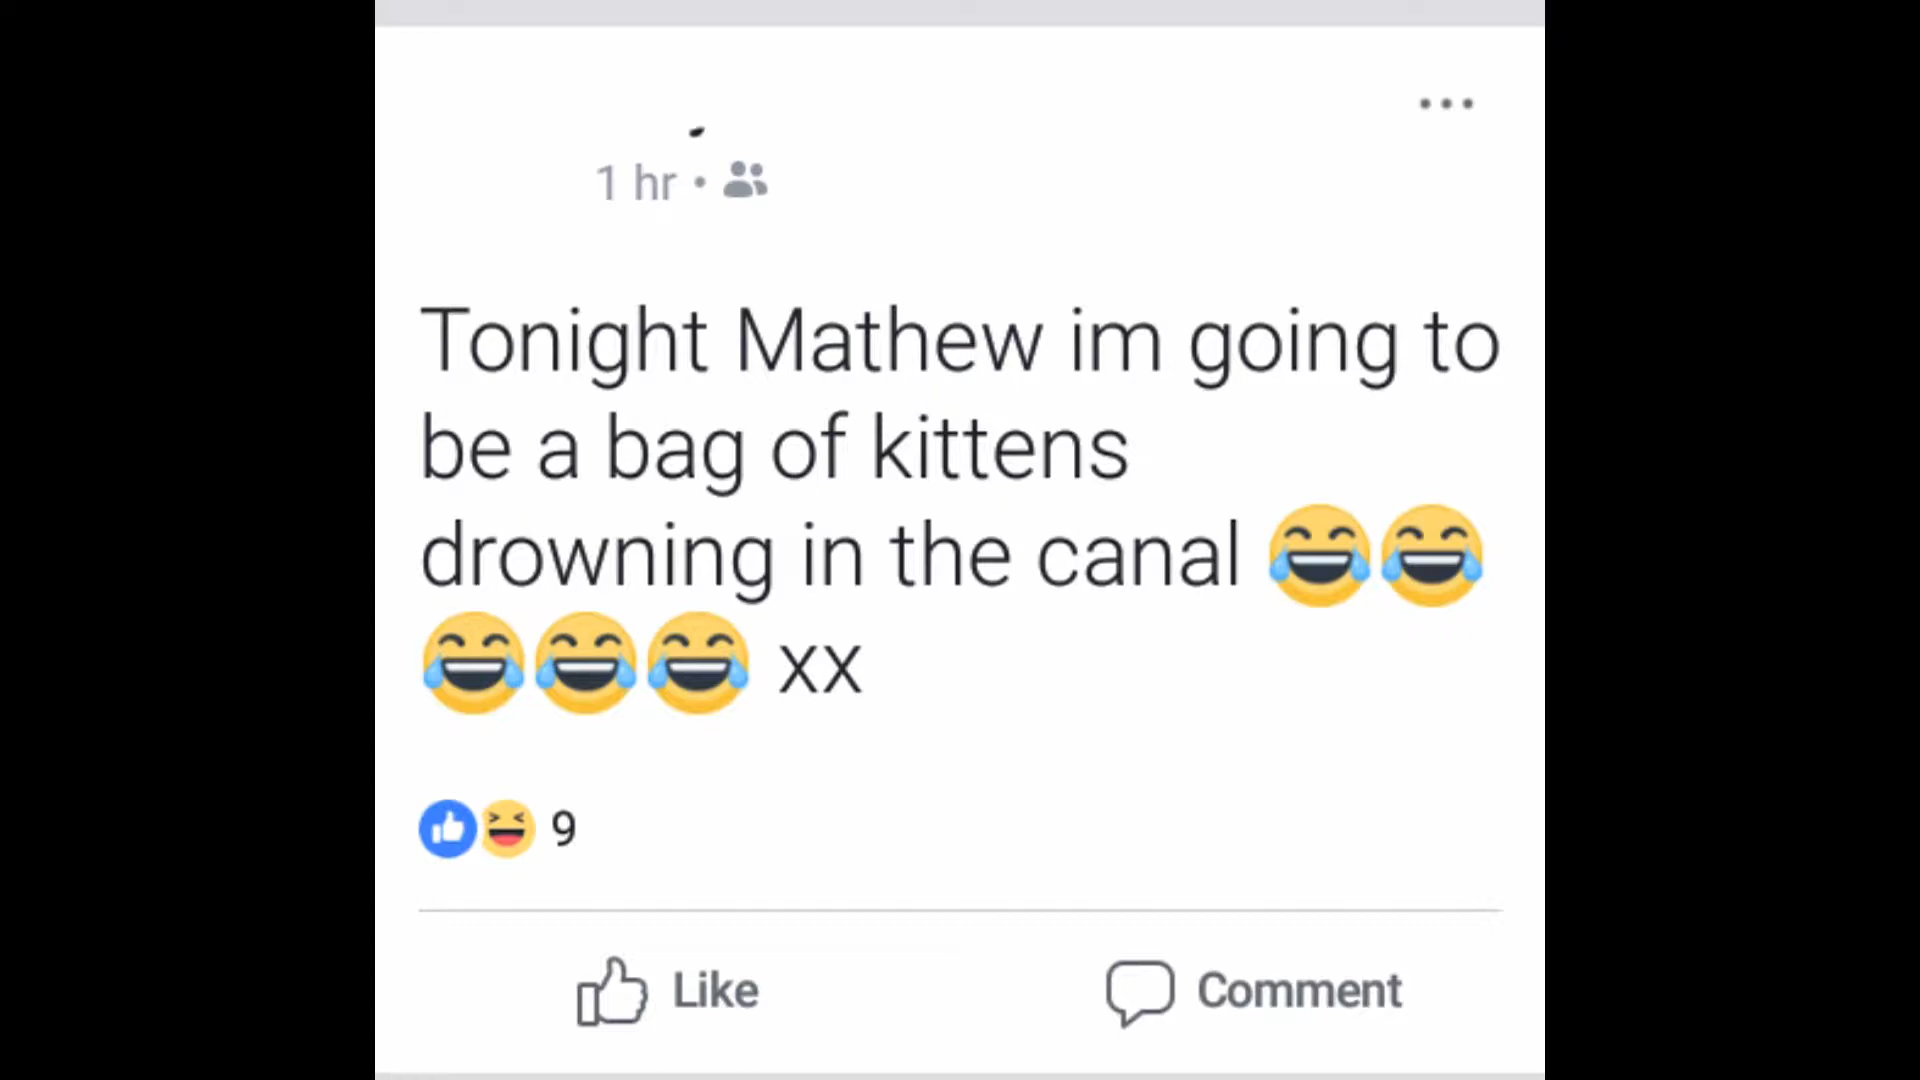 1 hr •
Tonight Mathew im going to
be a bag of kittens
drowning in the canal 😂😂
😂😂😂 xx
9
Like Comment